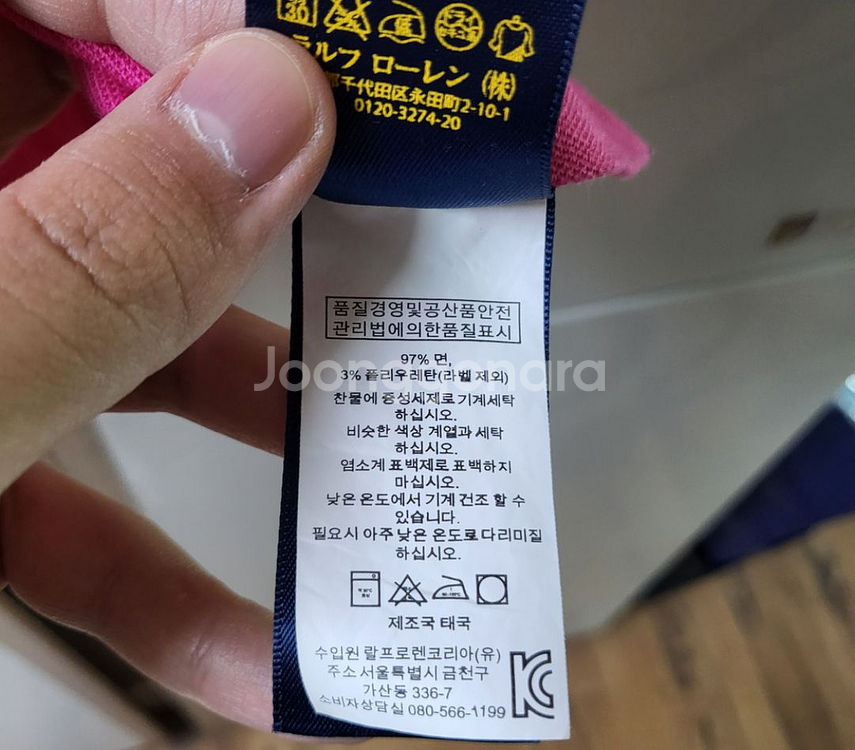 30
ラルフ ローレン (株)
千代田区永田町2-10-1
0120-3274-20
품질경영및공산품안전
관리법에의한품질표시
97% 면,
3% 폴리우레탄(라벨 제외)
Joonggonara
찬물에 중성세제로 기계세탁
하십시오.
비슷한 색상 계열과 세탁
하십시오.
염소계 표백제로 표백하지
마십시오.
낮은 온도에서 기계 건조 할 수
있습니다.
필요시 아주 낮은 온도로 다리미질
하십시오.
제조국 태국
수입원 랄프로렌코리아(유)
주소 서울특별시 금천구
가산동 336-7
소비자상담실 080-566-1199